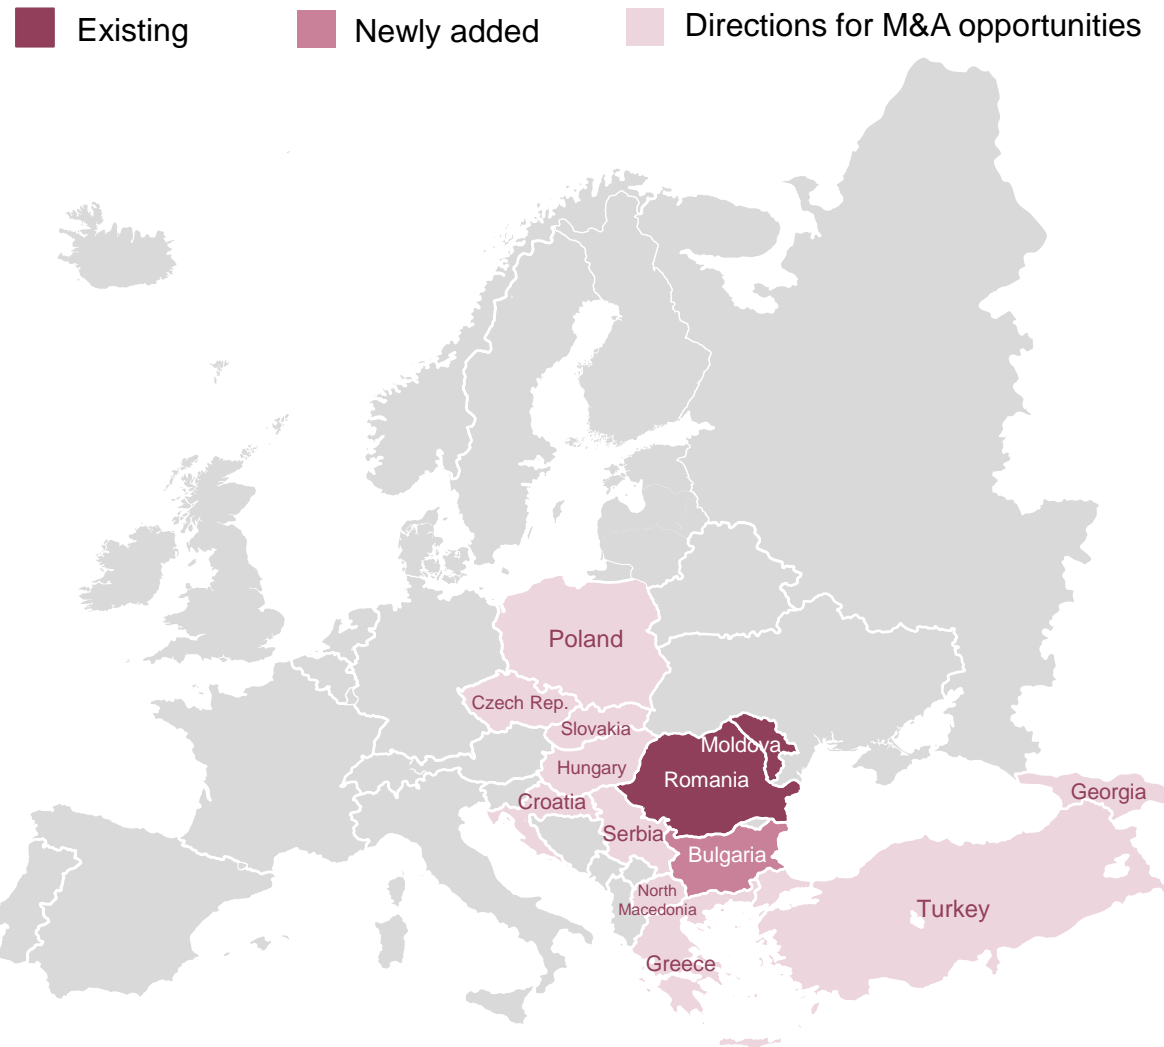 Existing
Newly added
Directions for M&A opportunities
Poland
Czech Rep.
Slovakia
Moldova
Hungary
Romania
Georgia
Croatia
Serbia
Bulgaria
North
Macedonia
Turkey
Greece